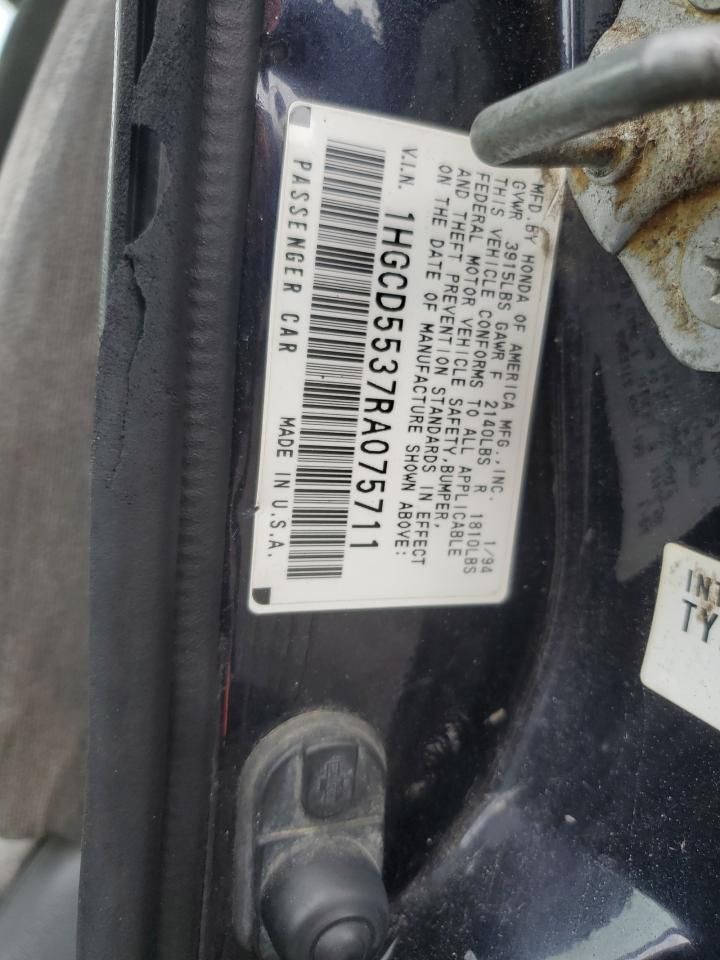 MFD. BY HONDA OF AMERICA MFG., INC. 1/94
GVWR 3915LBS GAWR F 2140LBS R 1810LBS
THIS VEHICLE CONFORMS TO ALL APPLICABLE
FEDERAL MOTOR VEHICLE SAFETY, BUMPER,
AND THEFT PREVENTION STANDARDS IN EFFECT
ON THE DATE OF MANUFACTURE SHOWN ABOVE:
V.I.N. 1HGCD5537RA075711
PASSENGER CAR MADE IN U.S.A.
TY